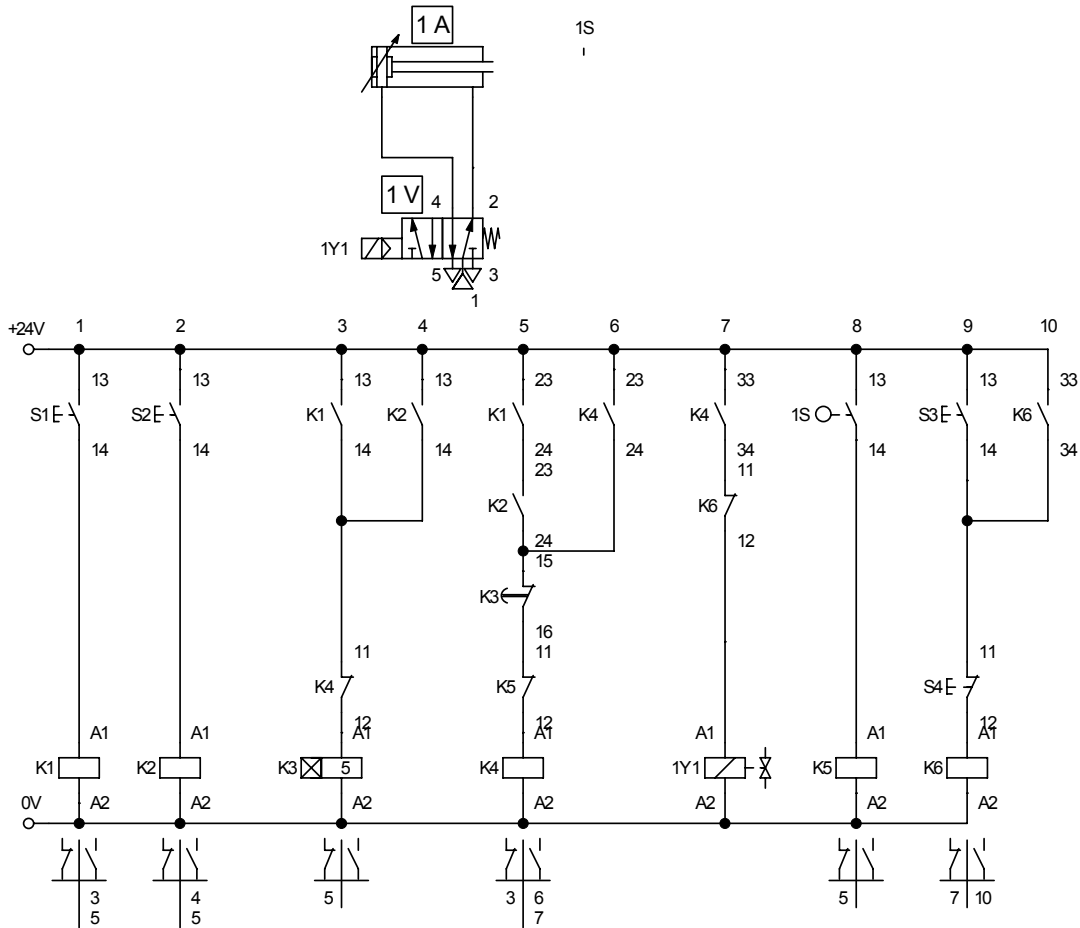 1 A 1S
1 V 4 2
1Y1
5 3
1
+24V 1 2 3 4 5 6 7 8 9 10
13 13 13 13 23 23 33 13 13 33
S1 S2 K1 K2 K1 K4 K4 1S S3 K6
14 14 14 14 24 24 34 14 14 34
23 11
K2 K6
24 12
15
K3
16
11 11 11
K4 K5 S4
12 12 12
A1 A1 A1 A1 A1 A1 A1
K1 K2 K3 5 K4 1Y1 K5 K6
0V A2 A2 A2 A2 A2 A2 A2
3 4 5 3 6 5 7 10
5 5 7